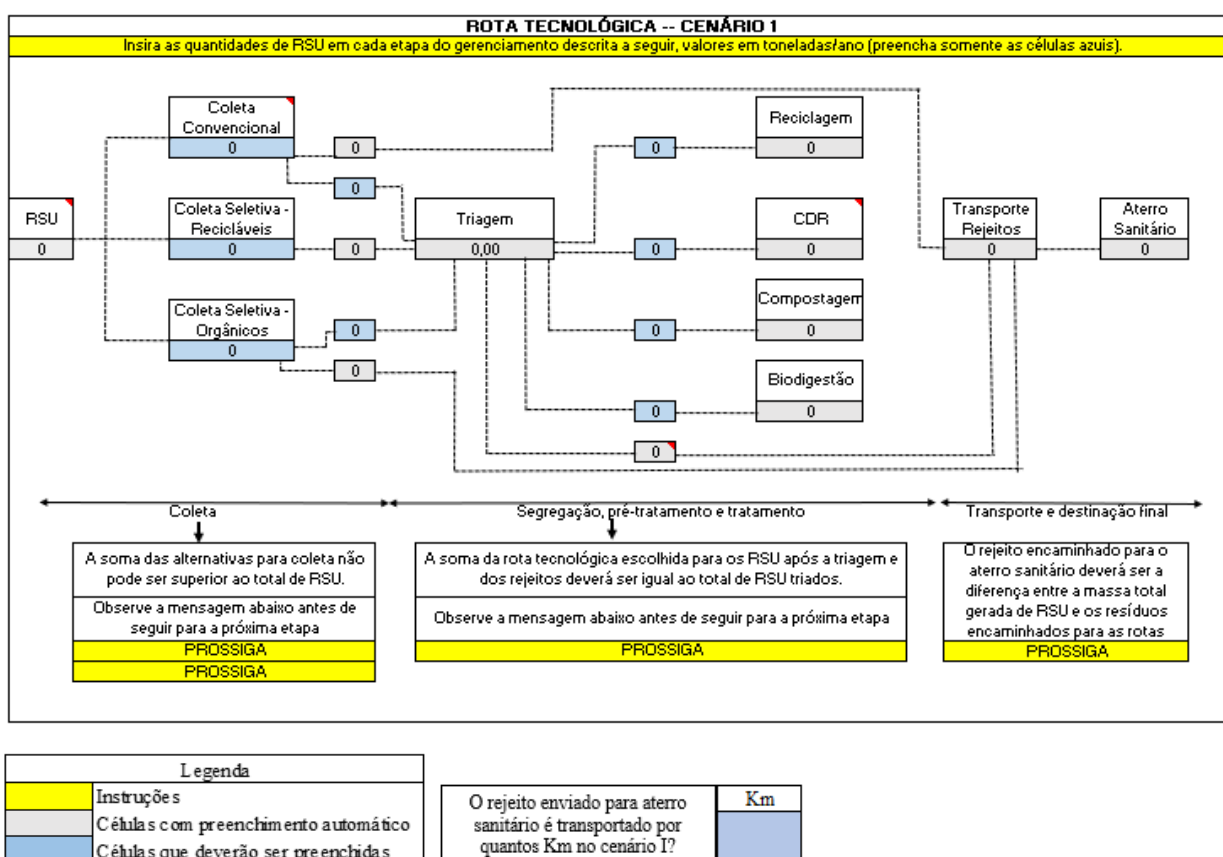 ROTA TECNOLÓGICA -- CENÁRIO 1
Insira as quantidades de RSU em cada etapa do gerenciamento descrita a seguir, valores em toneladas/ano (preencha somente as células azuis).
Coleta
Convencional
0
0
0
Reciclagem
0
0
RSU
0
Coleta Seletiva -
Recicláveis
0
0
Triagem
0,00
0
CDR
0
Transporte
Rejeitos
0
Aterro
Sanitário
0
Coleta Seletiva -
Orgânicos
0
0
0
0
Compostagem
0
0
Biodigestão
0
0
Coleta
Segregação, pré-tratamento e tratamento
Transporte e destinação final
A soma das alternativas para coleta não
pode ser superior ao total de RSU.
Observe a mensagem abaixo antes de
seguir para a próxima etapa
PROSSIGA
PROSSIGA
A soma da rota tecnológica escolhida para os RSU após a triagem e
dos rejeitos deverá ser igual ao total de RSU triados.
Observe a mensagem abaixo antes de seguir para a próxima etapa
PROSSIGA
O rejeito encaminhado para o
aterro sanitário deverá ser a
diferença entre a massa total
gerada de RSU e os resíduos
encaminhados para as rotas
PROSSIGA
Legenda
Instruções
Células com preenchimento automático
Células que deverão ser preenchidas
O rejeito enviado para aterro
sanitário é transportado por
quantos Km no cenário I?
Km